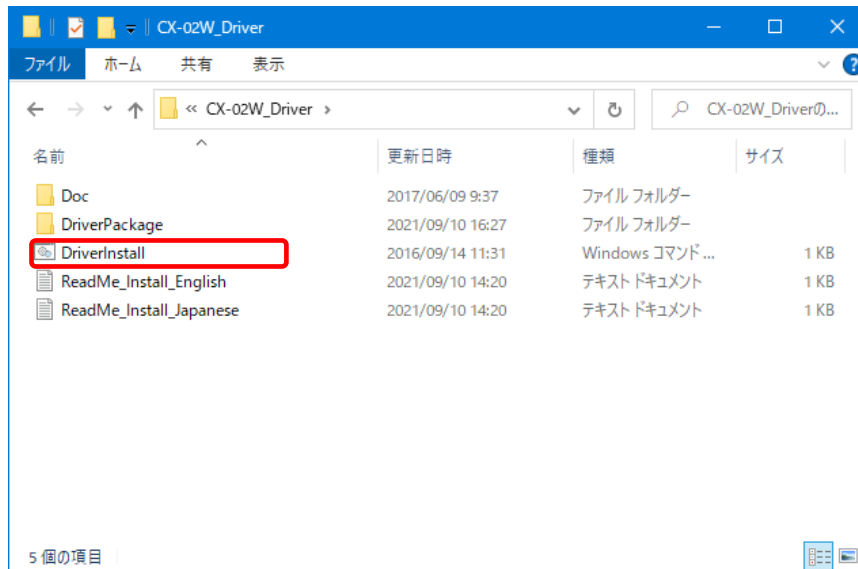 CX-02W_Driver
ファイル ホーム 共有 表示
« CX-02W_Driver › CX-02W_Driverの...
名前 更新日時 種類 サイズ
Doc 2017/06/09 9:37 ファイル フォルダー
DriverPackage 2021/09/10 16:27 ファイル フォルダー
DriverInstall 2016/09/14 11:31 Windows コマンド ... 1 KB
ReadMe_Install_English 2021/09/10 14:20 テキスト ドキュメント 1 KB
ReadMe_Install_Japanese 2021/09/10 14:20 テキスト ドキュメント 1 KB
5 個の項目